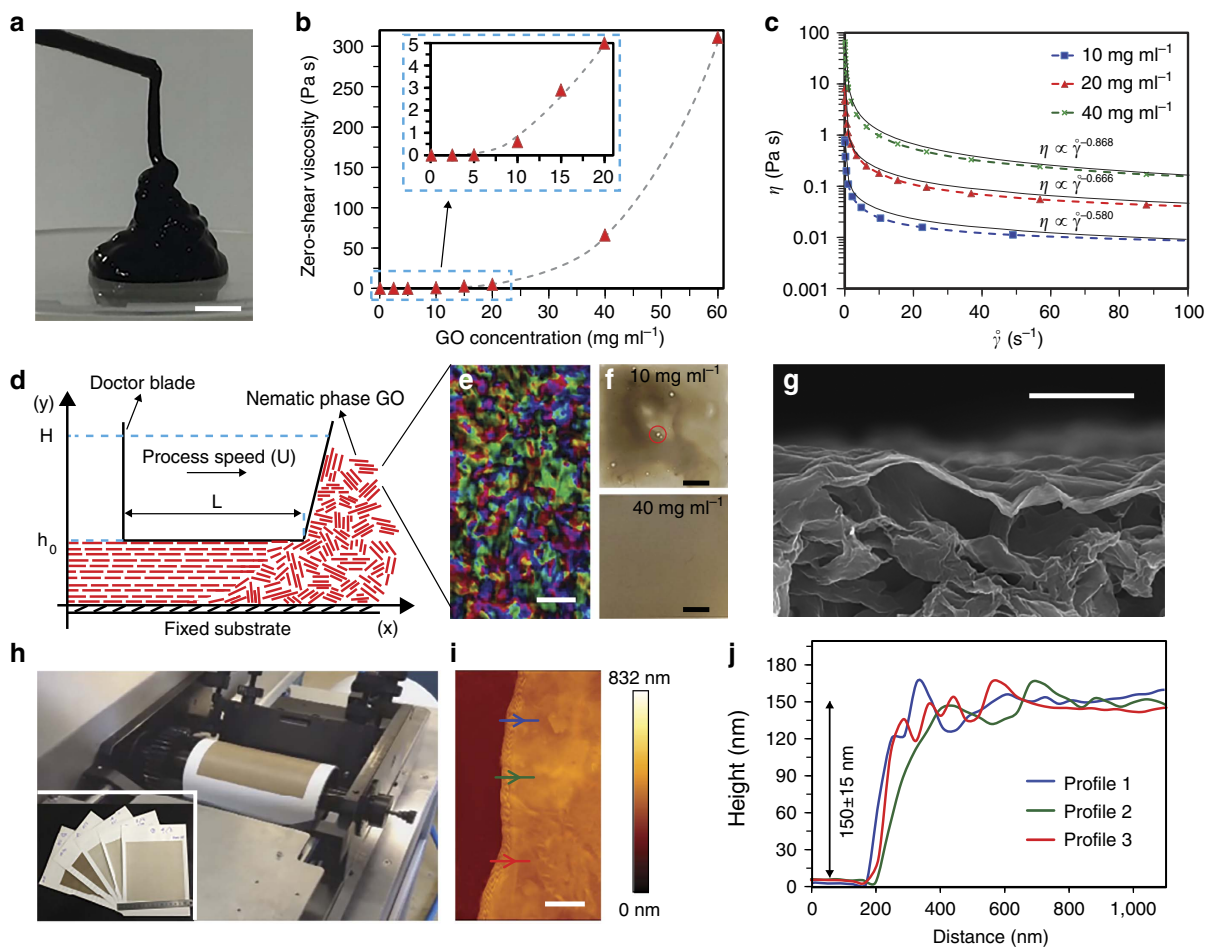 a
b
Zero-shear viscosity (Pa s)
300
250
200
150
100
50
0
0 10 20 30 40 50 60
GO concentration (mg ml⁻¹)
5
4
3
2
1
0
0 5 10 15 20
c
η (Pa s)
100
10
1
0.1
0.01
0.001
0 20 40 60 80 100
γ̊ (s⁻¹)
10 mg ml⁻¹
20 mg ml⁻¹
40 mg ml⁻¹
η ∝ γ̊⁻⁰·⁸⁶⁸
η ∝ γ̊⁻⁰·⁶⁶⁶
η ∝ γ̊⁻⁰·⁵⁸⁰
d
(y)
Doctor blade
Nematic phase GO
H
Process speed (U)
L
h₀
Fixed substrate
(x)
e
f
10 mg ml⁻¹
40 mg ml⁻¹
g
h
i
832 nm
0 nm
j
Height (nm)
180
150
120
90
60
30
0
150±15 nm
Profile 1
Profile 2
Profile 3
0 200 400 600 800 1,000
Distance (nm)